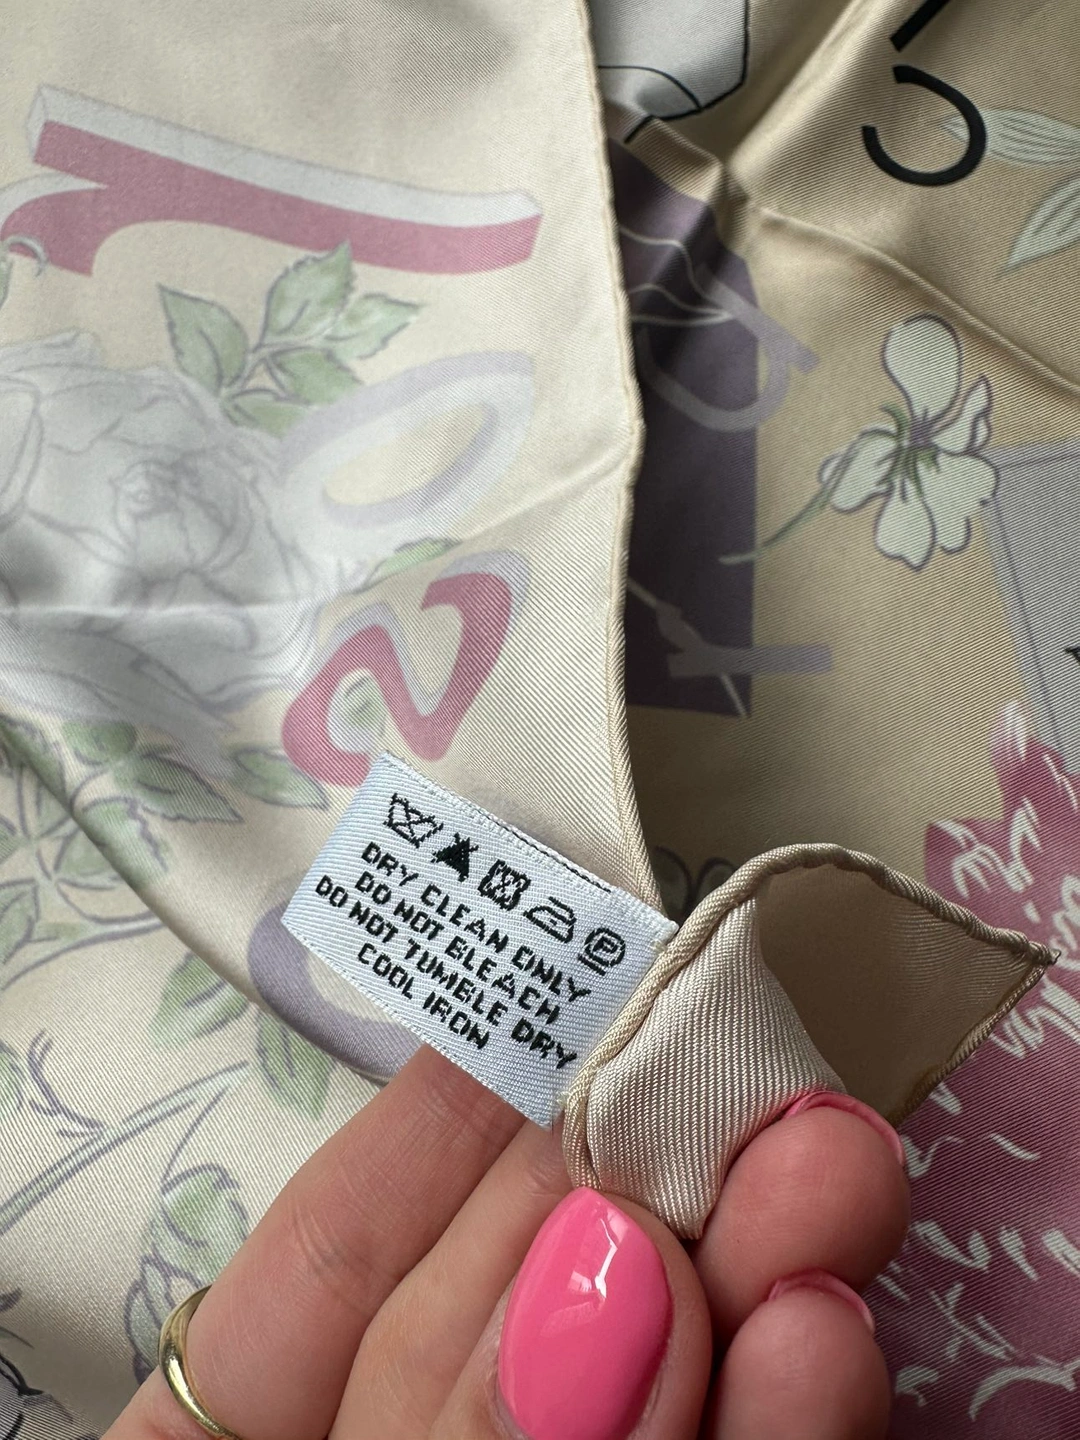 DRY CLEAN ONLY
DO NOT BLEACH
DO NOT TUMBLE DRY
COOL IRON